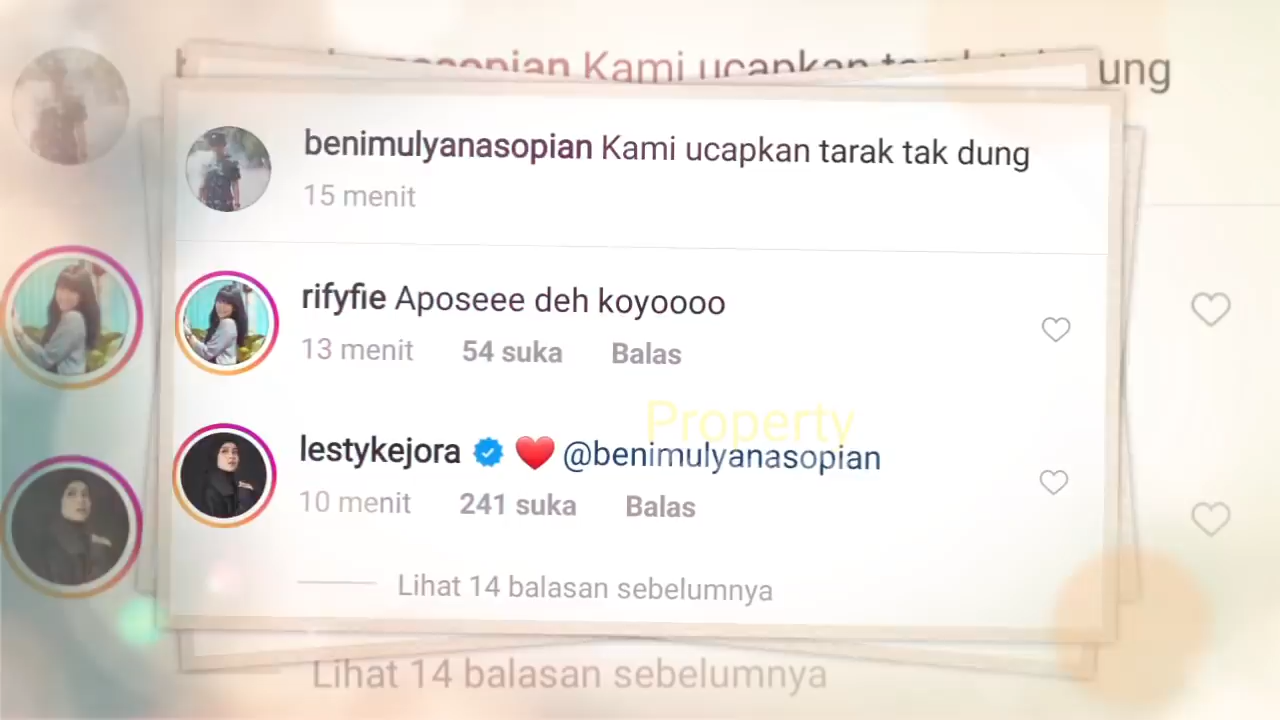 benimulyanasopian Kami ucapkan tarak tak dung
15 menit
rifyfie Aposeee deh koyoooo
13 menit 54 suka Balas
Property
lestykejora ❤️ @benimulyanasopian
10 menit 241 suka Balas
Lihat 14 balasan sebelumnya
Lihat 14 balasan sebelumnya